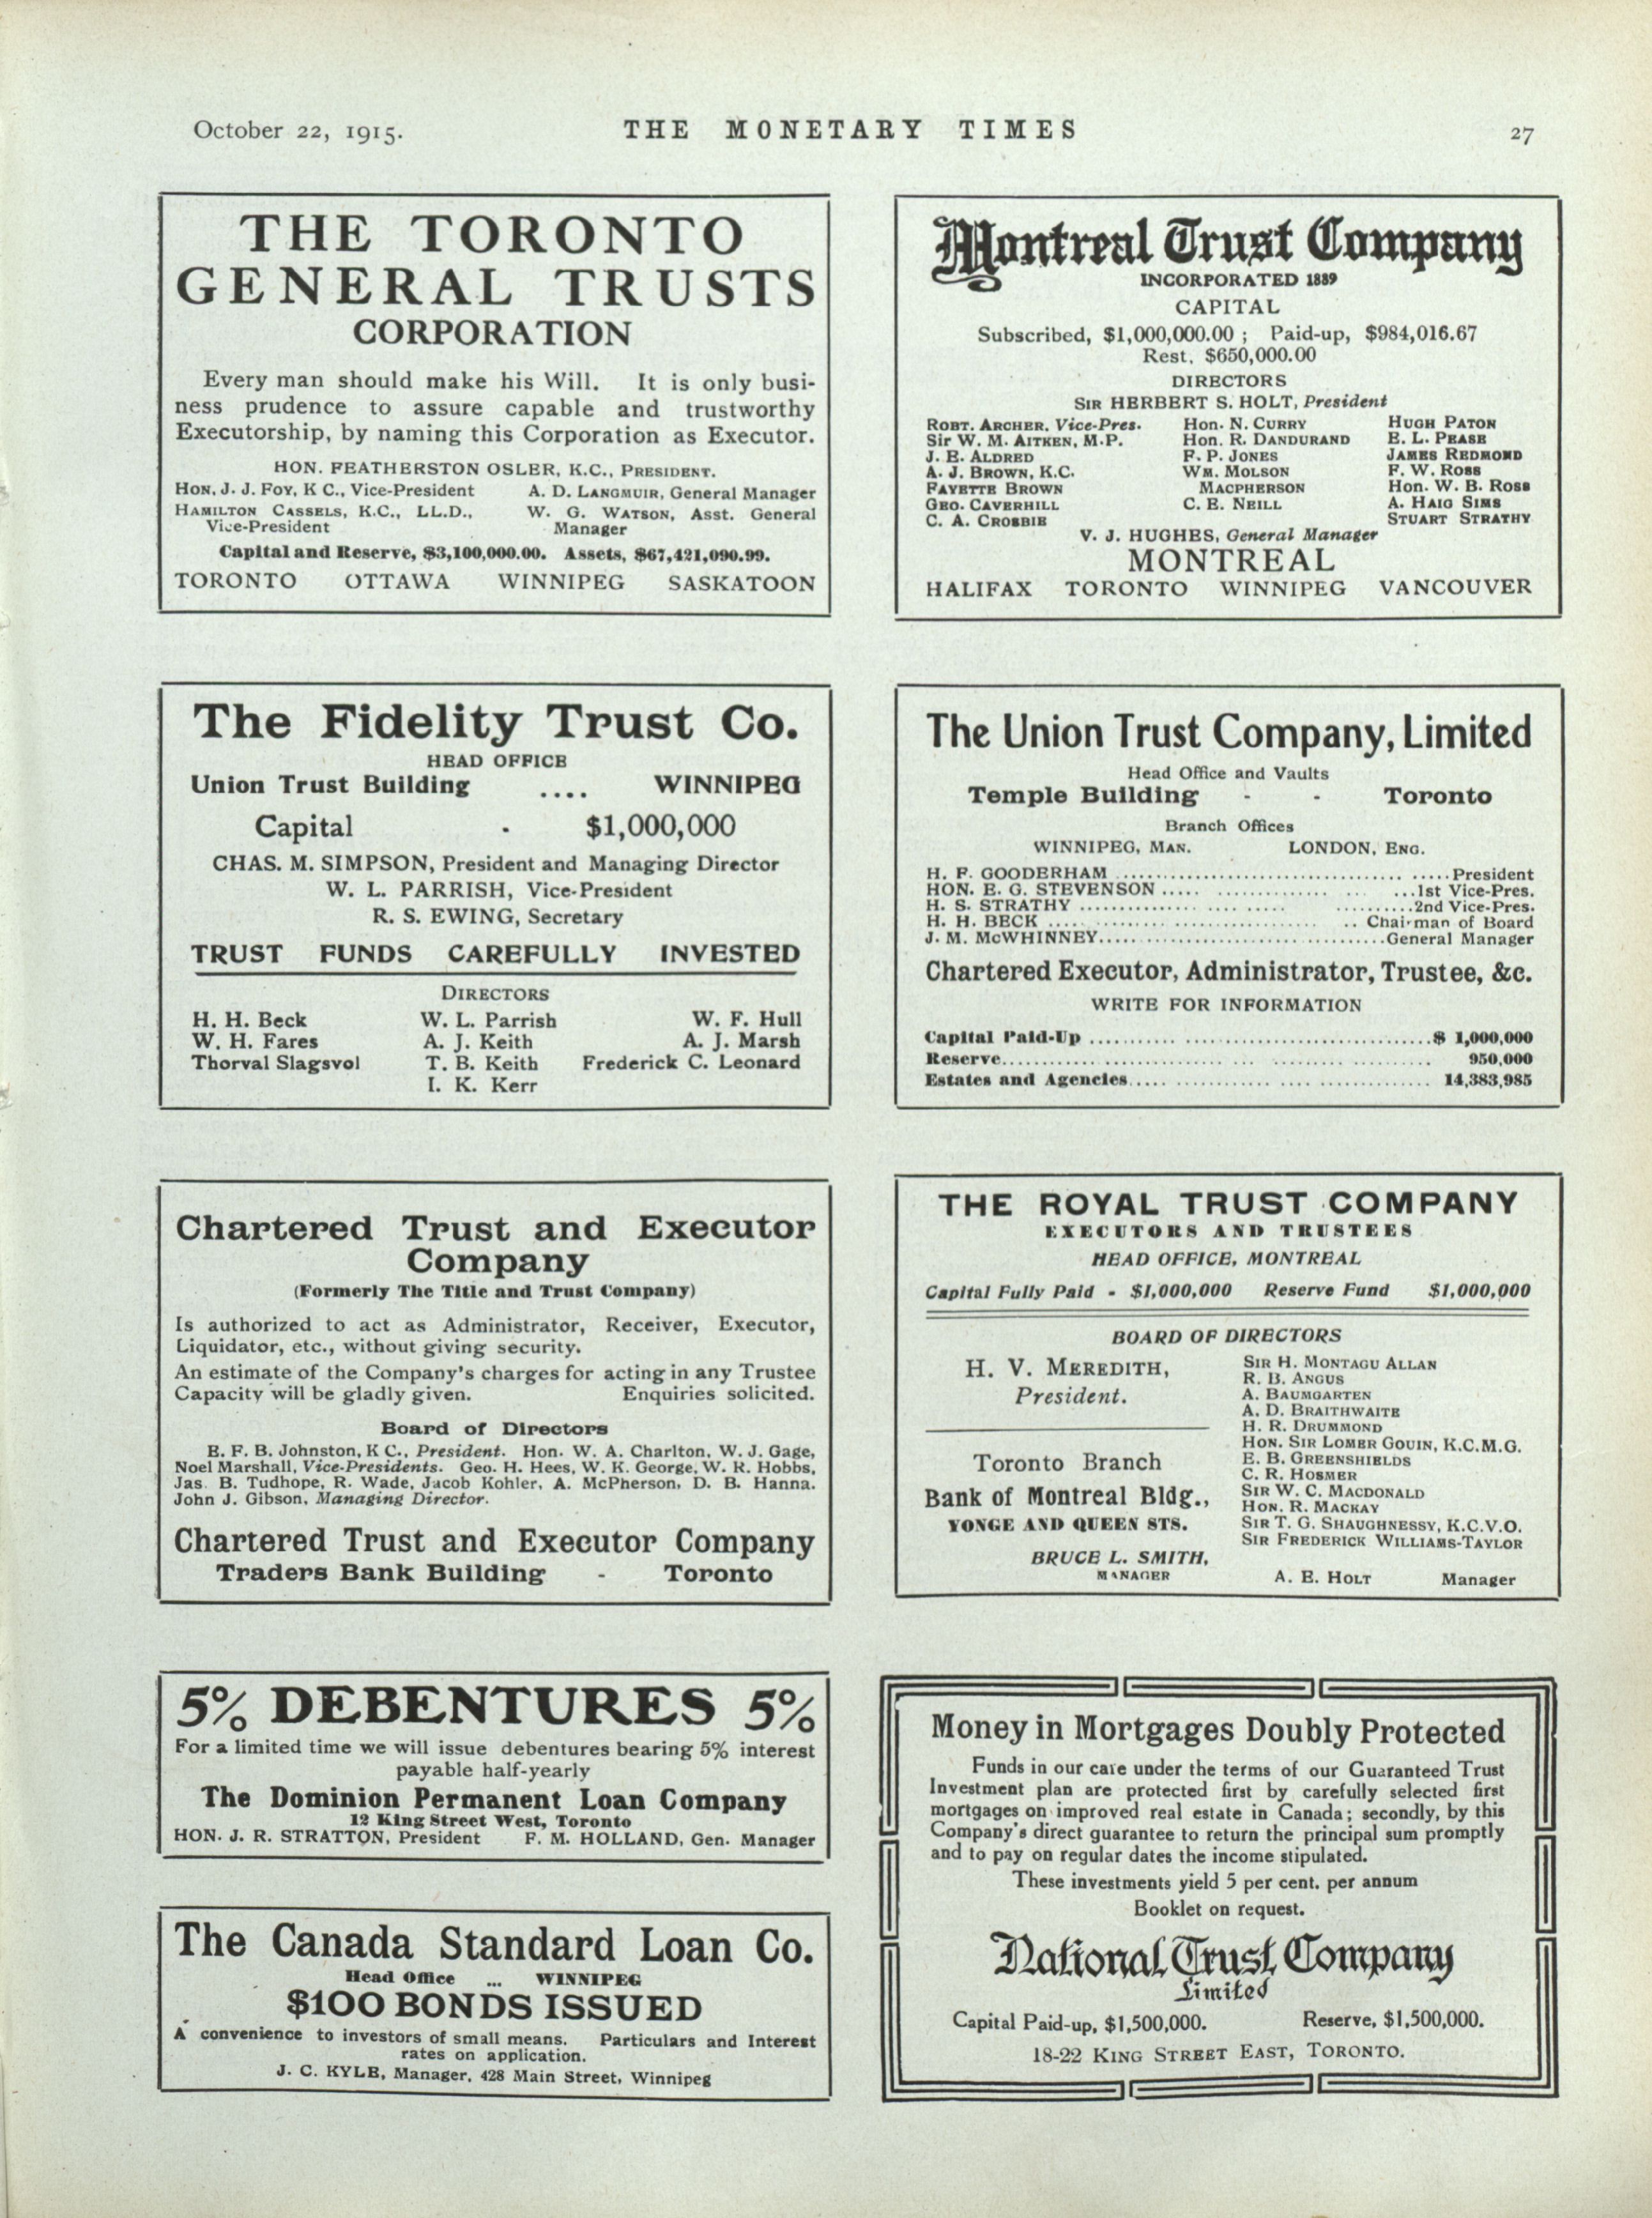 October 22, 1915.
THE MONETARY TIMES
27
THE TORONTO
GENERAL TRUSTS
CORPORATION
Every man should make his Will. It is only busi-
ness prudence to assure capable and trustworthy
Executorship, by naming this Corporation as Executor.
HON. FEATHERSTON OSLER, K.C., PRESIDENT.
HON. J. J. FOY, K C., Vice-President A. D. LANGMUIR, General Manager
HAMILTON CASSELS, K.C., LL.D., W. G. WATSON, Asst. General
Vice-President Manager
Capital and Reserve, $3,100,000.00. Assets, $67,421,090.99.
TORONTO OTTAWA WINNIPEG SASKATOON
Montreal Trust Company
INCORPORATED 1889
CAPITAL
Subscribed, $1,000,000.00 ; Paid-up, $984,016.67
Rest. $650,000.00
DIRECTORS
SIR HERBERT S. HOLT, President
ROBT. ARCHER, Vice-Pres. Hon. N. CURRY HUGH PATON
Sir W. M. AITKEN, M.P. Hon. R. DANDURAND E. L. PEASE
J. E. ALDRED F. P. JONES JAMES REDMOND
A. J. BROWN, K.C. WM. MOLSON F. W. ROSS
FAYETTE BROWN MACPHERSON Hon. W. B. ROSS
GEO. CAVERHILL C. E. NEILL A. HAIG SIMS
C. A. CROSBIE STUART STRATHY
V. J. HUGHES, General Manager
MONTREAL
HALIFAX TORONTO WINNIPEG VANCOUVER
The Fidelity Trust Co.
HEAD OFFICE
Union Trust Building .... WINNIPEG
Capital - $1,000,000
CHAS. M. SIMPSON, President and Managing Director
W. L. PARRISH, Vice-President
R. S. EWING, Secretary
TRUST FUNDS CAREFULLY INVESTED
DIRECTORS
H. H. Beck W. L. Parrish W. F. Hull
W. H. Fares A. J. Keith A. J. Marsh
Thorval Slagsvol T. B. Keith Frederick C. Leonard
I. K. Kerr
The Union Trust Company, Limited
Head Office and Vaults
Temple Building - - Toronto
Branch Offices
WINNIPEG, MAN. LONDON, ENG.
H. F. GOODERHAM ..... President
HON. E. G. STEVENSON ..... 1st Vice-Pres.
H. S. STRATHY ..... 2nd Vice-Pres.
H. H. BECK ..... Chairman of Board
J. M. McWHINNEY..... General Manager
Chartered Executor, Administrator, Trustee, &c.
WRITE FOR INFORMATION
Capital Paid-Up ..... $ 1,000,000
Reserve..... 950,000
Estates and Agencies..... 14,383,985
Chartered Trust and Executor
Company
(Formerly The Title and Trust Company)
Is authorized to act as Administrator, Receiver, Executor,
Liquidator, etc., without giving security.
An estimate of the Company's charges for acting in any Trustee
Capacity will be gladly given. Enquiries solicited.
Board of Directors
E. F. B. Johnston, K C., President. Hon. W. A. Charlton, W. J. Gage,
Noel Marshall, Vice-Presidents. Geo. H. Hees, W. K. George, W. R. Hobbs,
Jas. B. Tudhope, R. Wade, Jacob Kohler, A. McPherson, D. B. Hanna.
John J. Gibson, Managing Director.
Chartered Trust and Executor Company
Traders Bank Building - Toronto
THE ROYAL TRUST COMPANY
EXECUTORS AND TRUSTEES
HEAD OFFICE, MONTREAL
Capital Fully Paid - $1,000,000 Reserve Fund $1,000,000
BOARD OF DIRECTORS
H. V. MEREDITH,
President.
Toronto Branch
Bank of Montreal Bldg.,
YONGE AND QUEEN STS.
BRUCE L. SMITH,
MANAGER
SIR H. MONTAGU ALLAN
R. B. ANGUS
A. BAUMGARTEN
A. D. BRAITHWAITE
H. R. DRUMMOND
HON. SIR LOMER GOUIN, K.C.M.G.
E. B. GREENSHIELDS
C. R. HOSMER
SIR W. C. MACDONALD
HON. R. MACKAY
SIR T. G. SHAUGHNESSY, K.C.V.O.
SIR FREDERICK WILLIAMS-TAYLOR
A. E. HOLT Manager
5% DEBENTURES 5%
For a limited time we will issue debentures bearing 5% interest
payable half-yearly
The Dominion Permanent Loan Company
12 King Street West, Toronto
HON. J. R. STRATTON, President F. M. HOLLAND, Gen. Manager
The Canada Standard Loan Co.
Head Office ... WINNIPEG
$100 BONDS ISSUED
A convenience to investors of small means. Particulars and Interest
rates on application.
J. C. KYLE, Manager, 428 Main Street, Winnipeg
Money in Mortgages Doubly Protected
Funds in our care under the terms of our Guaranteed Trust
Investment plan are protected first by carefully selected first
mortgages on improved real estate in Canada; secondly, by this
Company's direct guarantee to return the principal sum promptly
and to pay on regular dates the income stipulated.
These investments yield 5 per cent. per annum
Booklet on request.
National Trust Company
Limited
Capital Paid-up, $1,500,000. Reserve, $1,500,000.
18-22 KING STREET EAST, TORONTO.